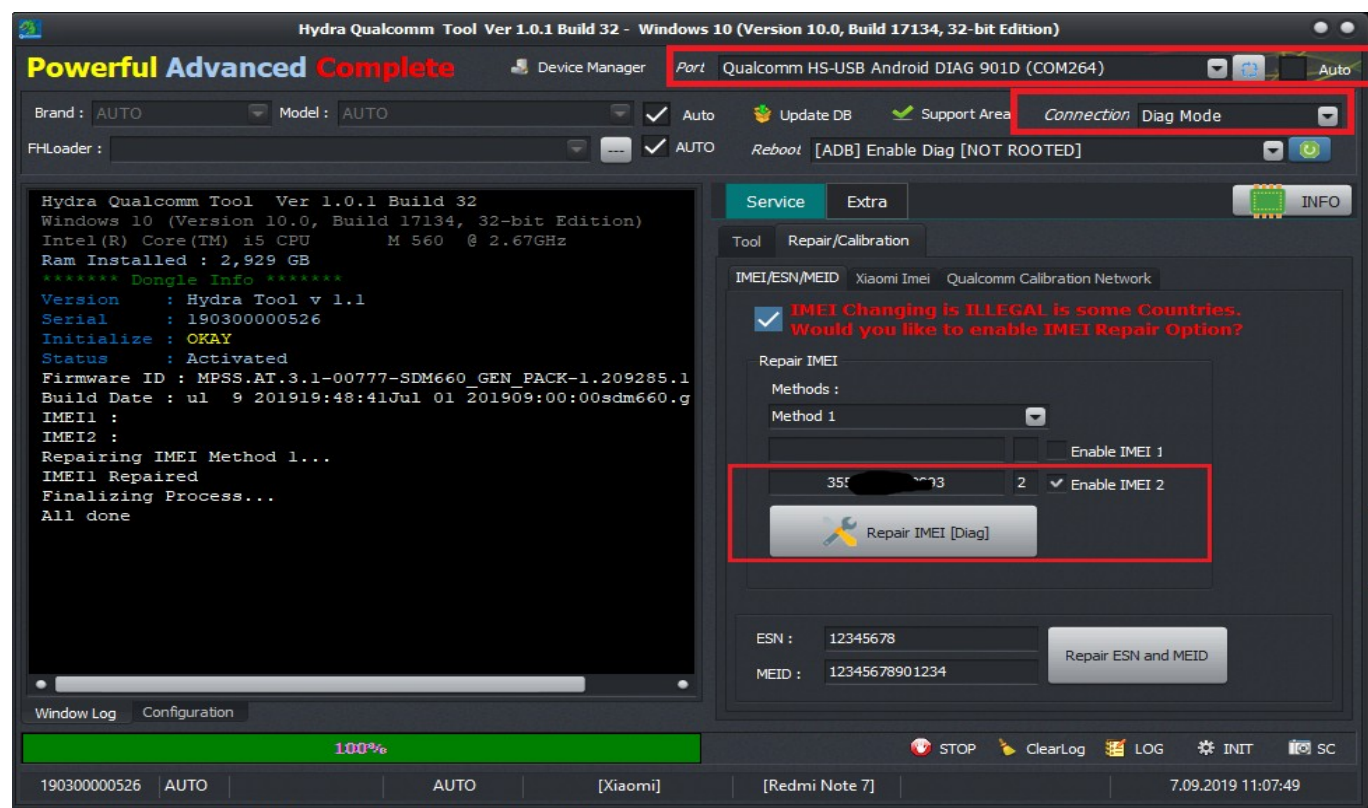 Hydra Qualcomm Tool Ver 1.0.1 Build 32 - Windows 10 (Version 10.0, Build 17134, 32-bit Edition)
Powerful Advanced Complete Device Manager Port Qualcomm HS-USB Android DIAG 901D (COM264) Auto
Brand : AUTO Model : AUTO Auto Update DB Support Area Connection Diag Mode
FHLoader : --- AUTO Reboot [ADB] Enable Diag [NOT ROOTED]
Service Extra INFO
Tool Repair/Calibration
IMEI/ESN/MEID Xiaomi Imei Qualcomm Calibration Network
Hydra Qualcomm Tool Ver 1.0.1 Build 32
Windows 10 (Version 10.0, Build 17134, 32-bit Edition)
Intel(R) Core(TM) i5 CPU M 560 @ 2.67GHz
Ram Installed : 2,929 GB
******* Dongle Info *******
Version : Hydra Tool v 1.1
Serial : 190300000526
Initialize : OKAY
Status : Activated
Firmware ID : MPSS.AT.3.1-00777-SDM660_GEN_PACK-1.209285.1
Build Date : ul 9 201919:48:41Jul 01 201909:00:00sdm660.g
IMEI1 :
IMEI2 :
Repairing IMEI Method 1...
IMEI1 Repaired
Finalizing Process...
All done
IMEI Changing is ILLEGAL is some Countries.
Would you like to enable IMEI Repair Option?
Repair IMEI
Methods :
Method 1
Enable IMEI 1
355 93 2 Enable IMEI 2
Repair IMEI [Diag]
ESN : 12345678
MEID : 12345678901234
Repair ESN and MEID
Window Log Configuration
100% STOP ClearLog LOG INIT SC
190300000526 AUTO AUTO [Xiaomi] [Redmi Note 7] 7.09.2019 11:07:49